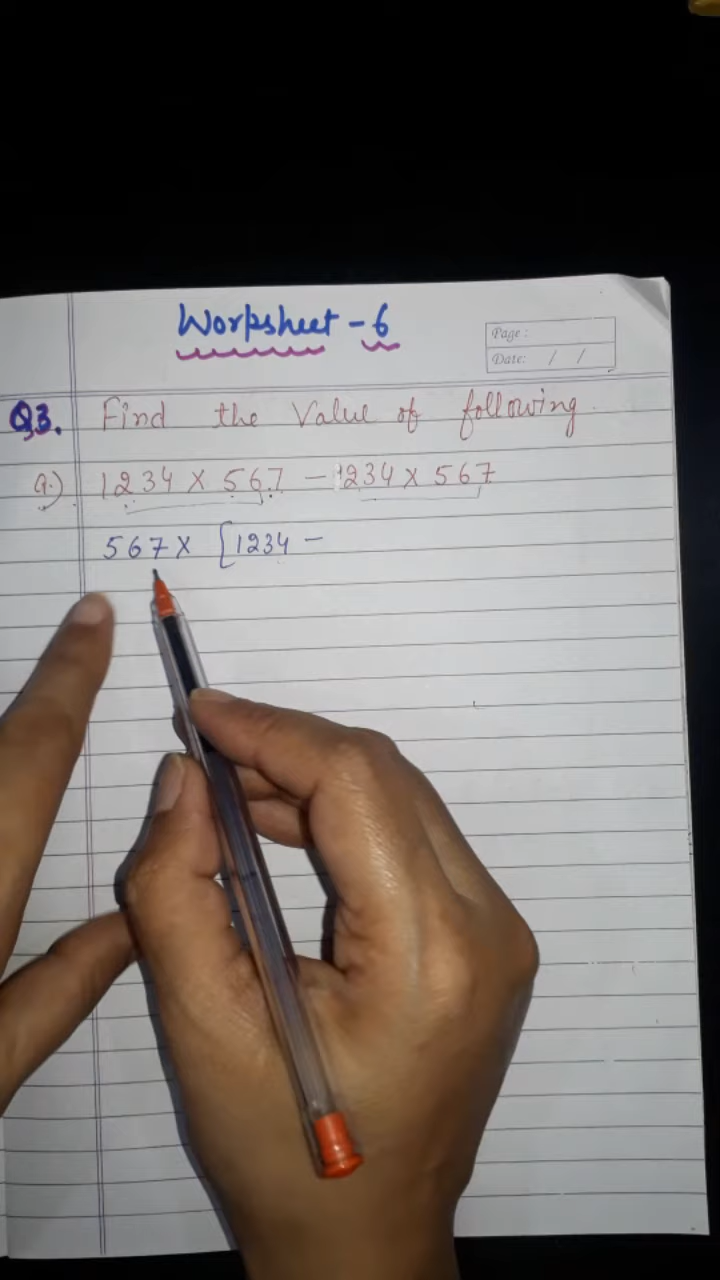 Worksheet - 6
Page :
Date: / /
Q3. Find the Value of following.
a.) 1234 × 567 - 1234 × 567
567 × [1234 -